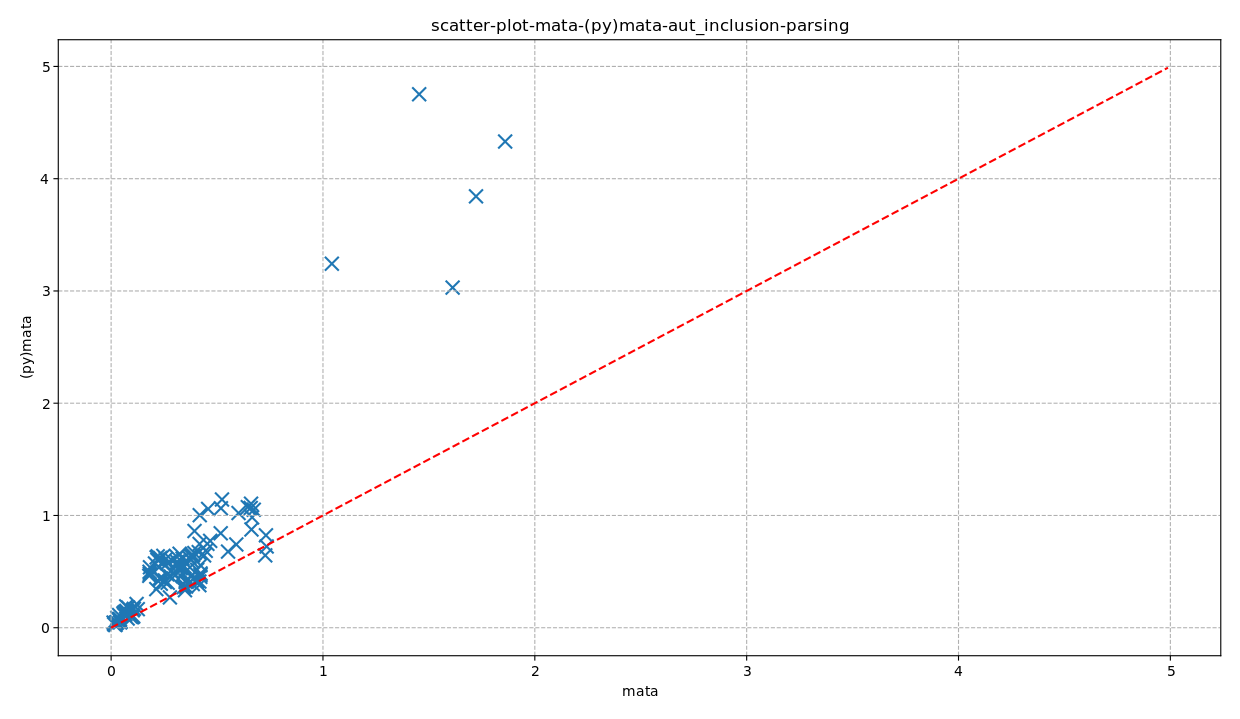 scatter-plot-mata-(py)mata-aut_inclusion-parsing
5
4
3
2
1
0
(py)mata
0 1 2 3 4 5
mata